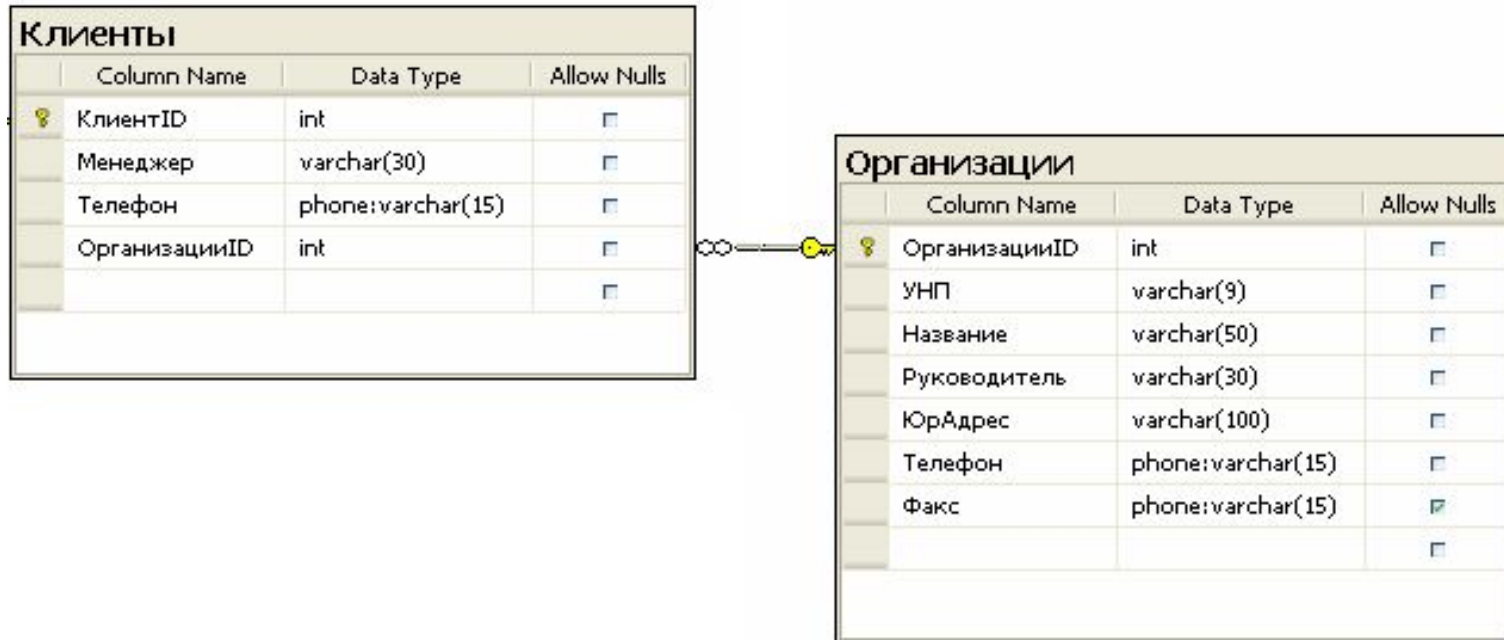 Клиенты
Column Name Data Type Allow Nulls
КлиентID int
Менеджер varchar(30)
Телефон phone:varchar(15)
ОрганизацииID int
Организации
Column Name Data Type Allow Nulls
ОрганизацииID int
УНП varchar(9)
Название varchar(50)
Руководитель varchar(30)
ЮрАдрес varchar(100)
Телефон phone:varchar(15)
Факс phone:varchar(15)